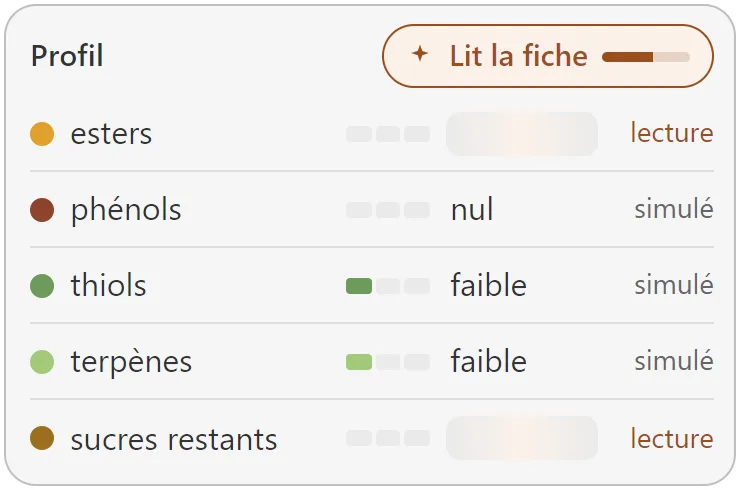 Profil
Lit la fiche
esters lecture
phénols nul simulé
thiols faible simulé
terpènes faible simulé
sucres restants lecture